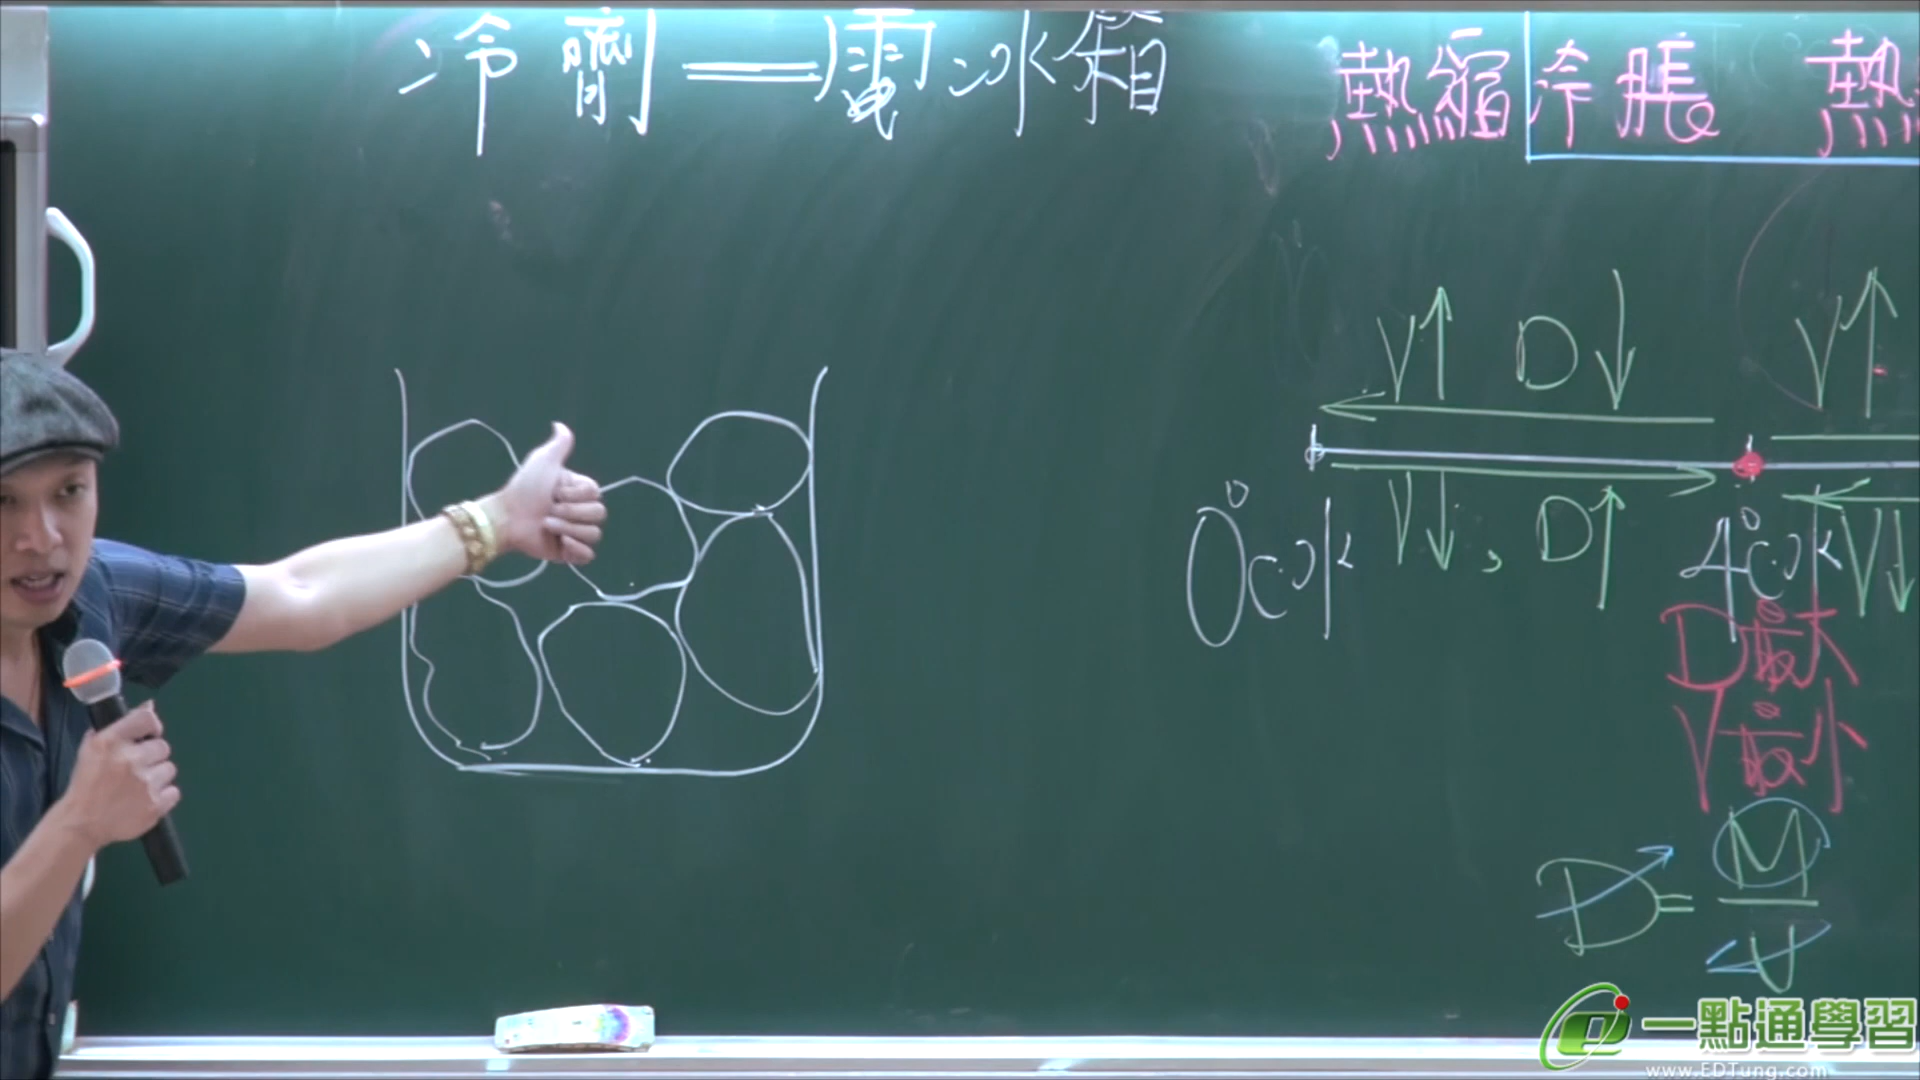 冷劑=電冰箱
熱縮冷脹 熱
V↑ D↓ V↑
0°C水 V↓, D↑ 4°C水 V↓
D最大
V最小
D=M/V
一點通學習
www.EDTung.com